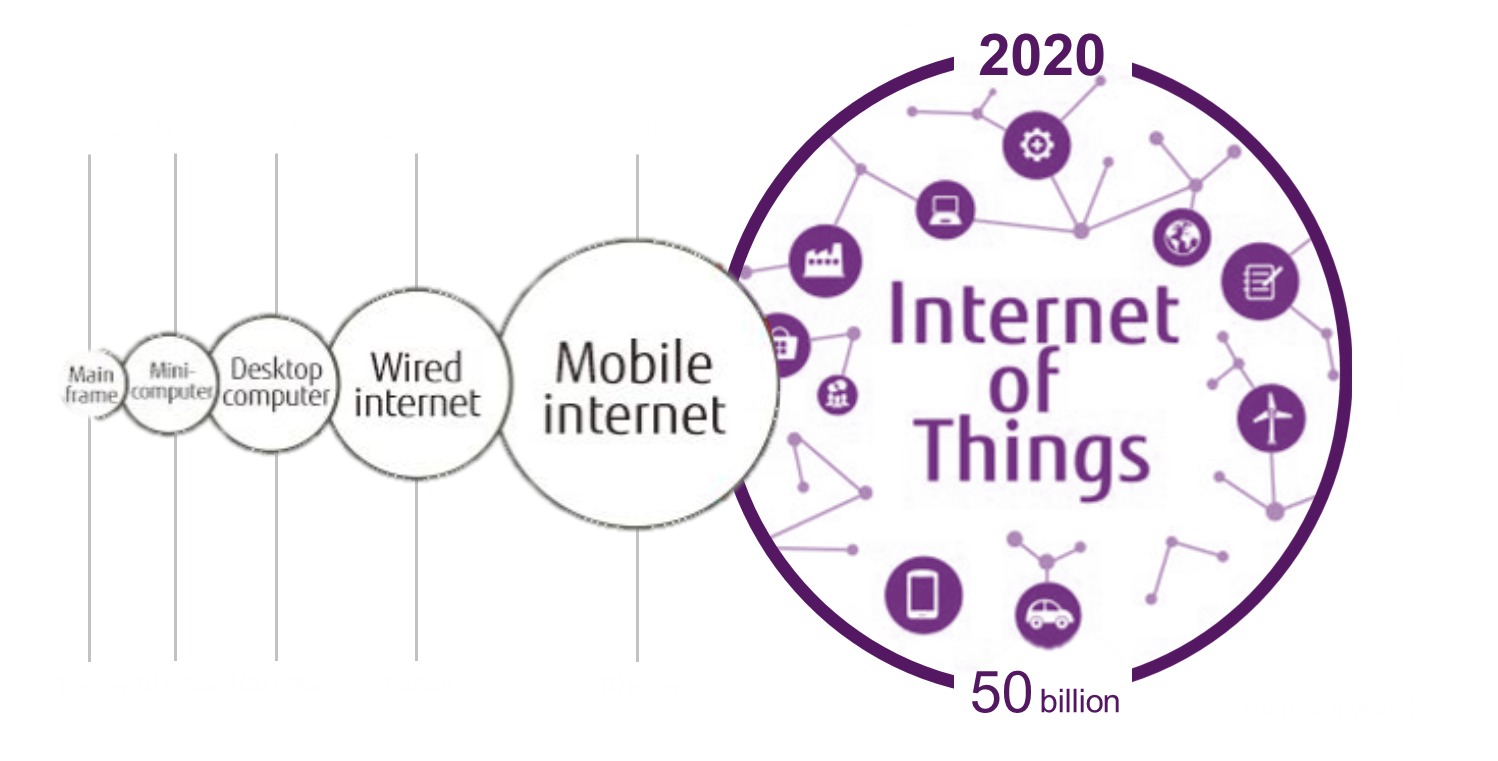 2020
Main
frame
Mini-
computer
Desktop
computer
Wired
internet
Mobile
internet
Internet
of
Things
50 billion